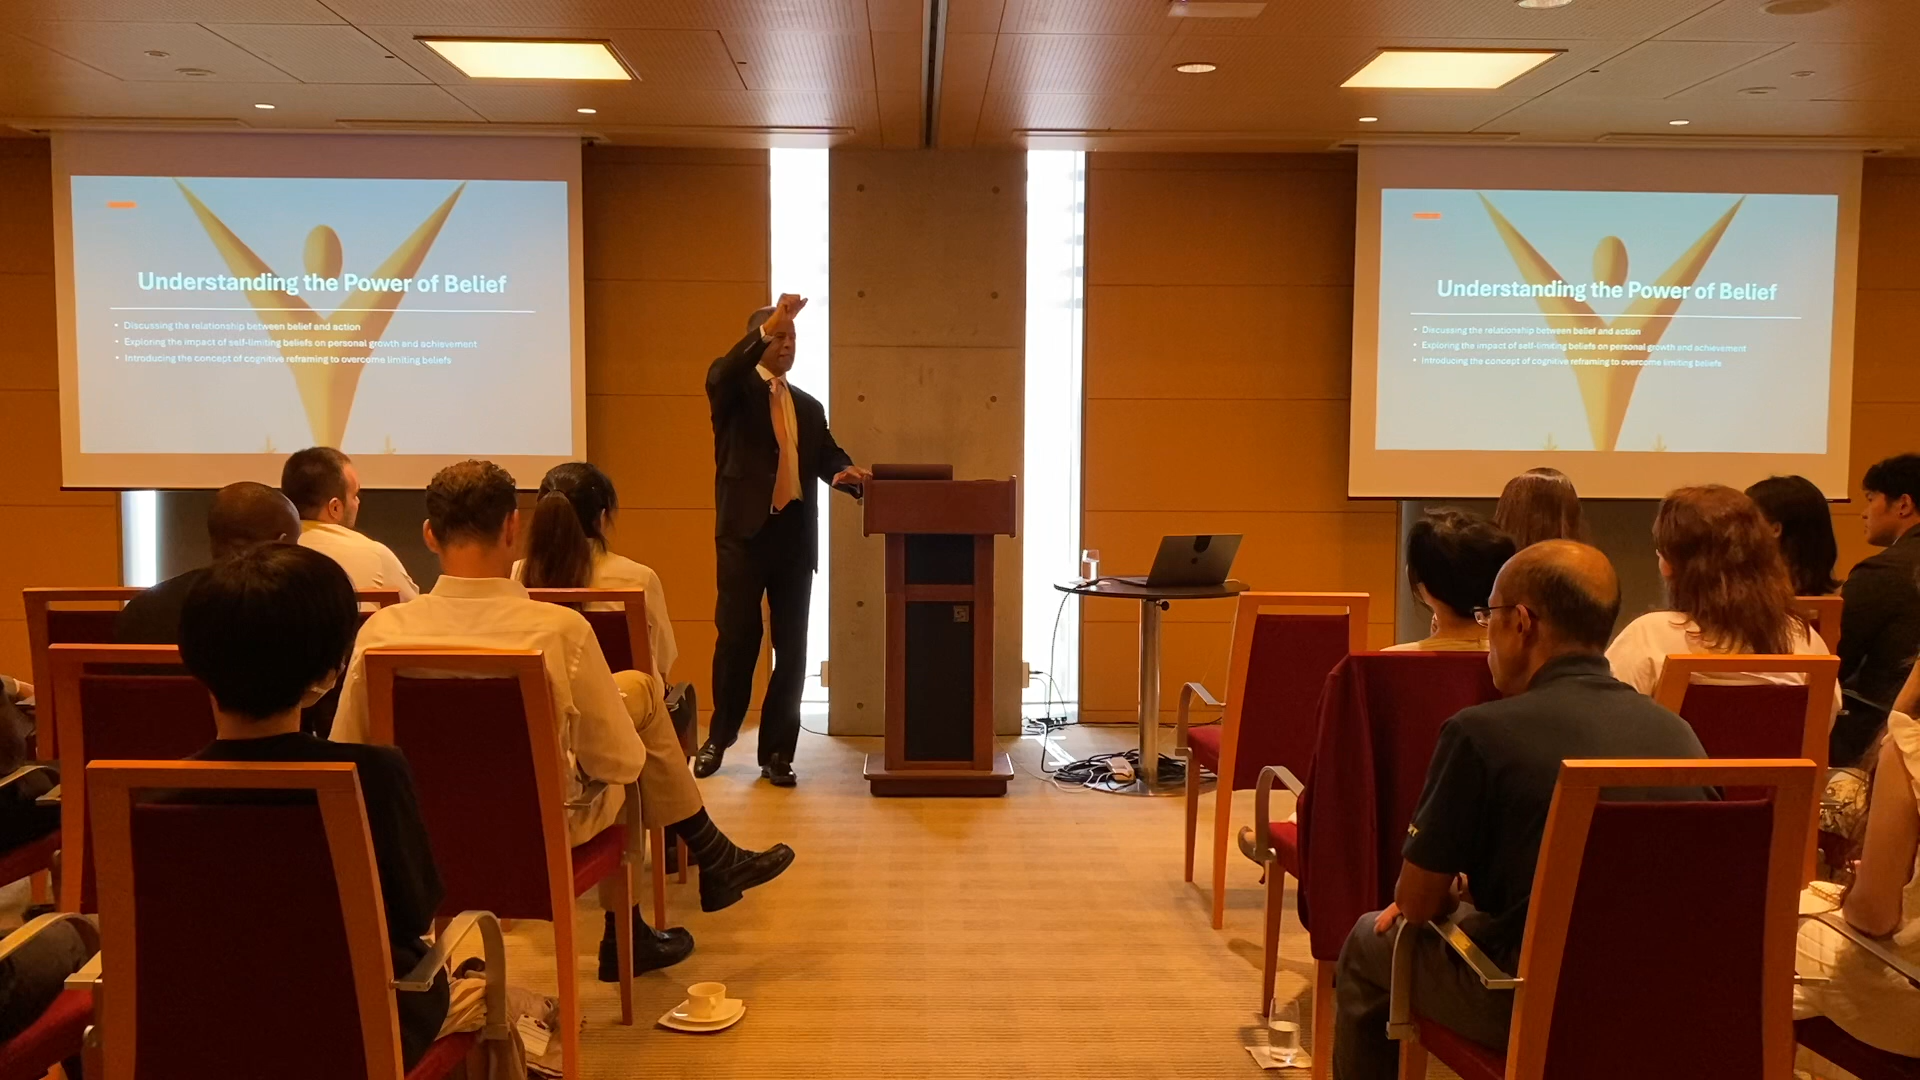 Understanding the Power of Belief
• Discussing the relationship between belief and action
• Exploring the impact of self-limiting beliefs on personal growth and achievement
• Introducing the concept of cognitive reframing to overcome limiting beliefs
Understanding the Power of Belief
• Discussing the relationship between belief and action
• Exploring the impact of self-limiting beliefs on personal growth and achievement
• Introducing the concept of cognitive reframing to overcome limiting beliefs